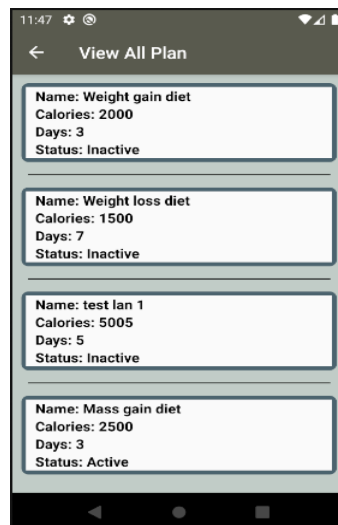 11:47
View All Plan
Name: Weight gain diet
Calories: 2000
Days: 3
Status: Inactive
Name: Weight loss diet
Calories: 1500
Days: 7
Status: Inactive
Name: test lan 1
Calories: 5005
Days: 5
Status: Inactive
Name: Mass gain diet
Calories: 2500
Days: 3
Status: Active